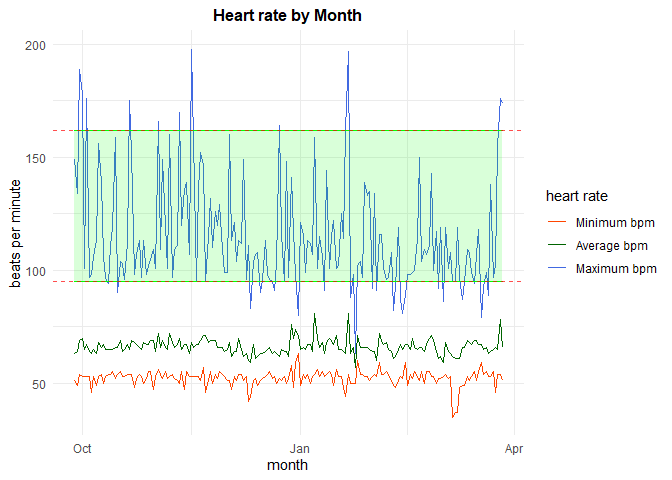 Heart rate by Month
200
150
100
50
beats per minute
Oct
Jan
Apr
month
heart rate
Minimum bpm
Average bpm
Maximum bpm